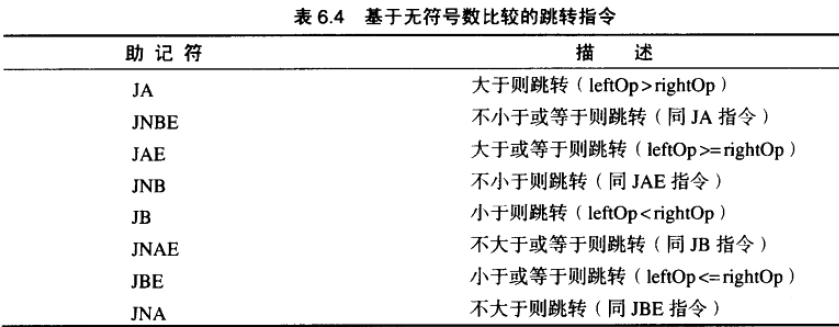 表 6.4 基于无符号数比较的跳转指令
助 记 符 描 述
JA 大于则跳转（leftOp>rightOp）
JNBE 不小于或等于则跳转（同 JA 指令）
JAE 大于或等于则跳转（leftOp>=rightOp）
JNB 不小于则跳转（同 JAE 指令）
JB 小于则跳转（leftOp<rightOp）
JNAE 不大于或等于则跳转（同 JB 指令）
JBE 小于或等于则跳转（leftOp<=rightOp）
JNA 不大于则跳转（同 JBE 指令）